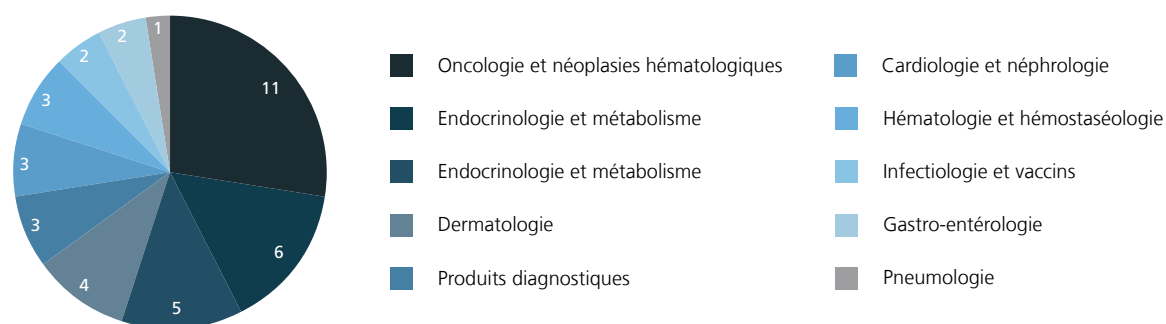 11
6
5
4
3
3
3
2
2
1
Oncologie et néoplasies hématologiques
Endocrinologie et métabolisme
Endocrinologie et métabolisme
Dermatologie
Produits diagnostiques
Cardiologie et néphrologie
Hématologie et hémostaséologie
Infectiologie et vaccins
Gastro-entérologie
Pneumologie